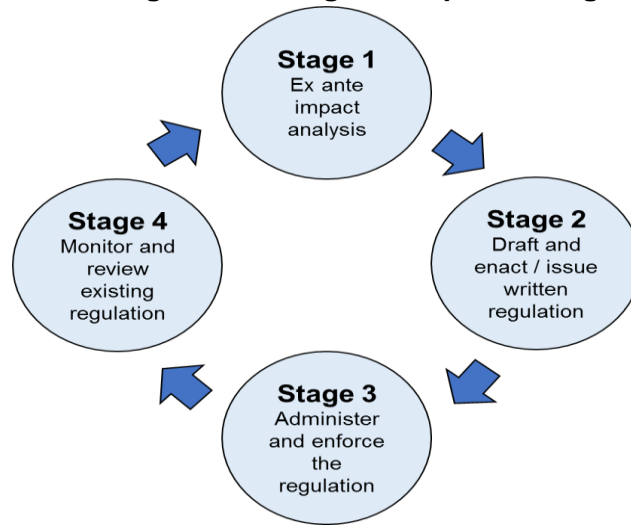 Stage 1
Ex ante
impact
analysis
Stage 2
Draft and
enact / issue
written
regulation
Stage 3
Administer
and enforce
the
regulation
Stage 4
Monitor and
review
existing
regulation